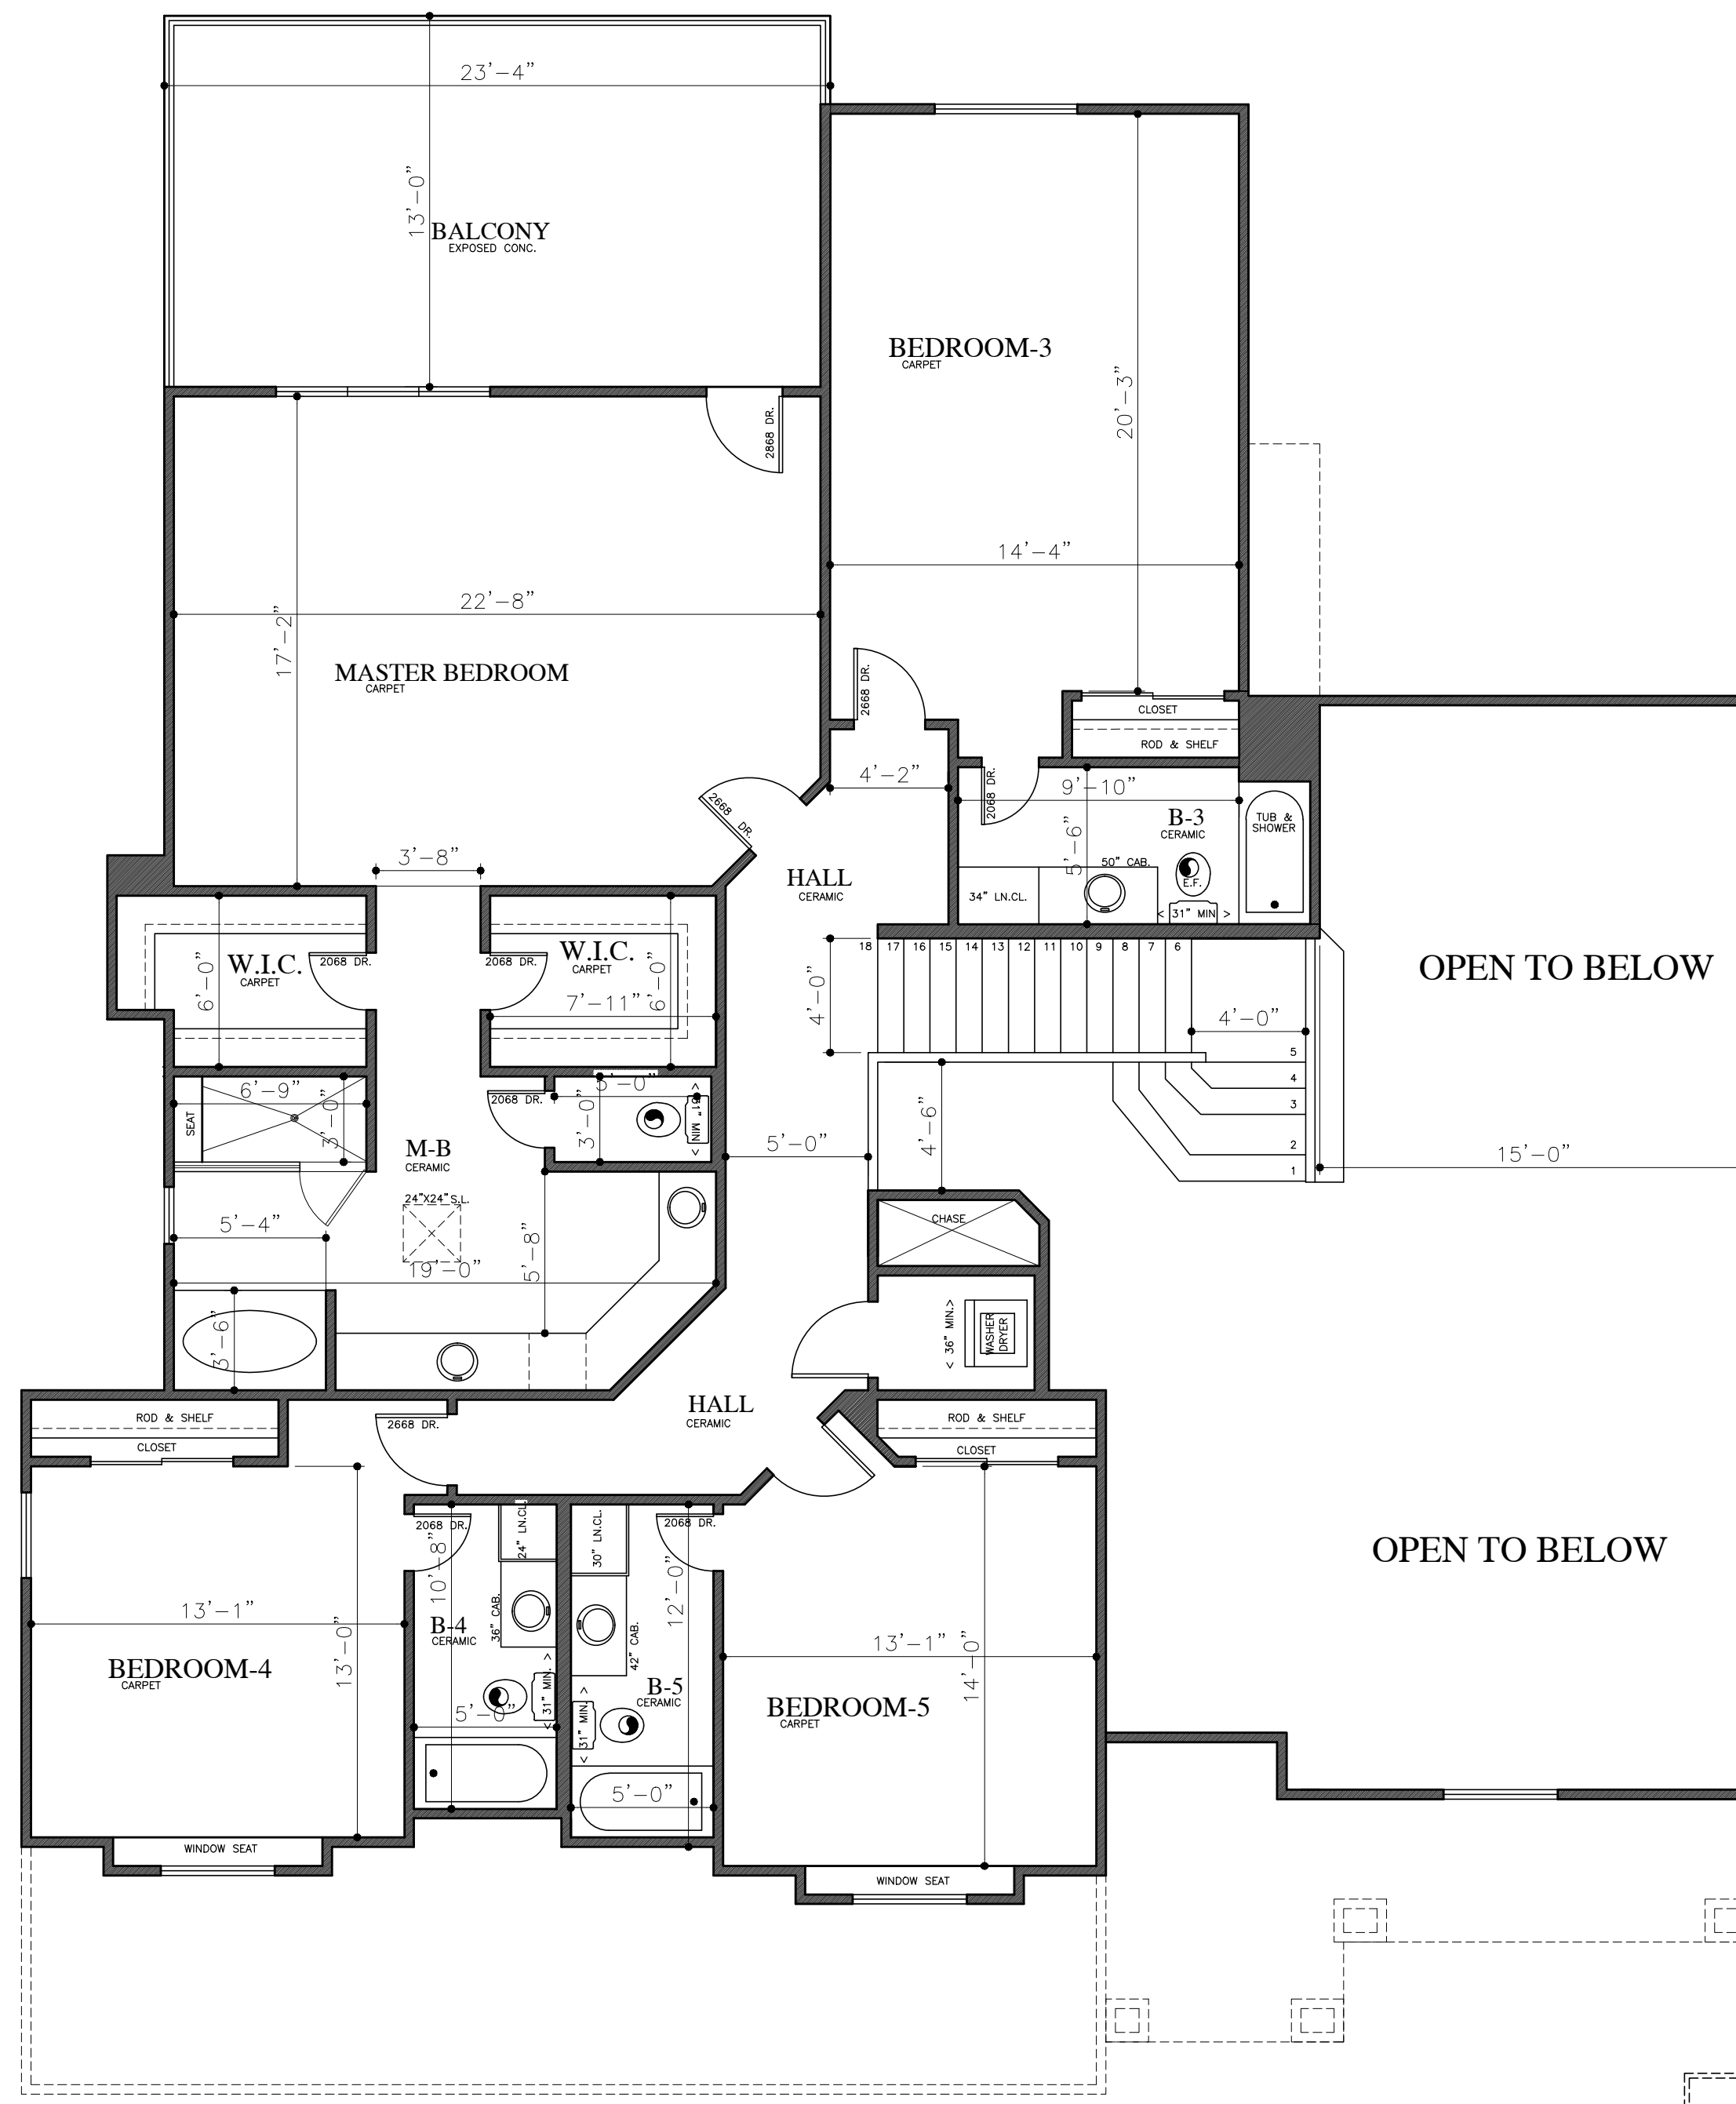 23'-4"
13'-0"
BALCONY
EXPOSED CONC.
BEDROOM-3
CARPET
20'-3"
2868 DR.
14'-4"
22'-8"
17'-2"
MASTER BEDROOM
CARPET
2668 DR.
CLOSET
ROD & SHELF
4'-2"
2668 DR.
2068 DR.
9'-10"
B-3
CERAMIC
TUB &
SHOWER
5'-6"
50" CAB.
E.F.
34" LN.CL.
< 31" MIN >
3'-8"
HALL
CERAMIC
W.I.C.
CARPET
6'-0"
2068 DR.
2068 DR.
W.I.C.
CARPET
6'-0"
7'-11"
18 17 16 15 14 13 12 11 10 9 8 7 6
OPEN TO BELOW
4'-0"
4'-0"
5
4
3
2
1
6'-9"
SEAT
3'-0"
2068 DR.
5'-0"
3'-0"
< 31" MIN >
M-B
CERAMIC
4'-6"
5'-0"
15'-0"
24"X24" S.L.
5'-4"
5'-8"
19'-0"
CHASE
3'-6"
< 36" MIN.>
WASHER
DRYER
HALL
CERAMIC
ROD & SHELF
CLOSET
2668 DR.
ROD & SHELF
CLOSET
2068 DR.
24" LN.CL.
30" LN.CL.
2068 DR.
10'-8"
12'-0"
OPEN TO BELOW
13'-1"
13'-0"
36" CAB.
B-4
CERAMIC
42" CAB.
13'-1"
14'-0"
BEDROOM-4
CARPET
< 31" MIN. >
B-5
CERAMIC
< 31" MIN. >
BEDROOM-5
CARPET
5'-0"
5'-0"
WINDOW SEAT
WINDOW SEAT